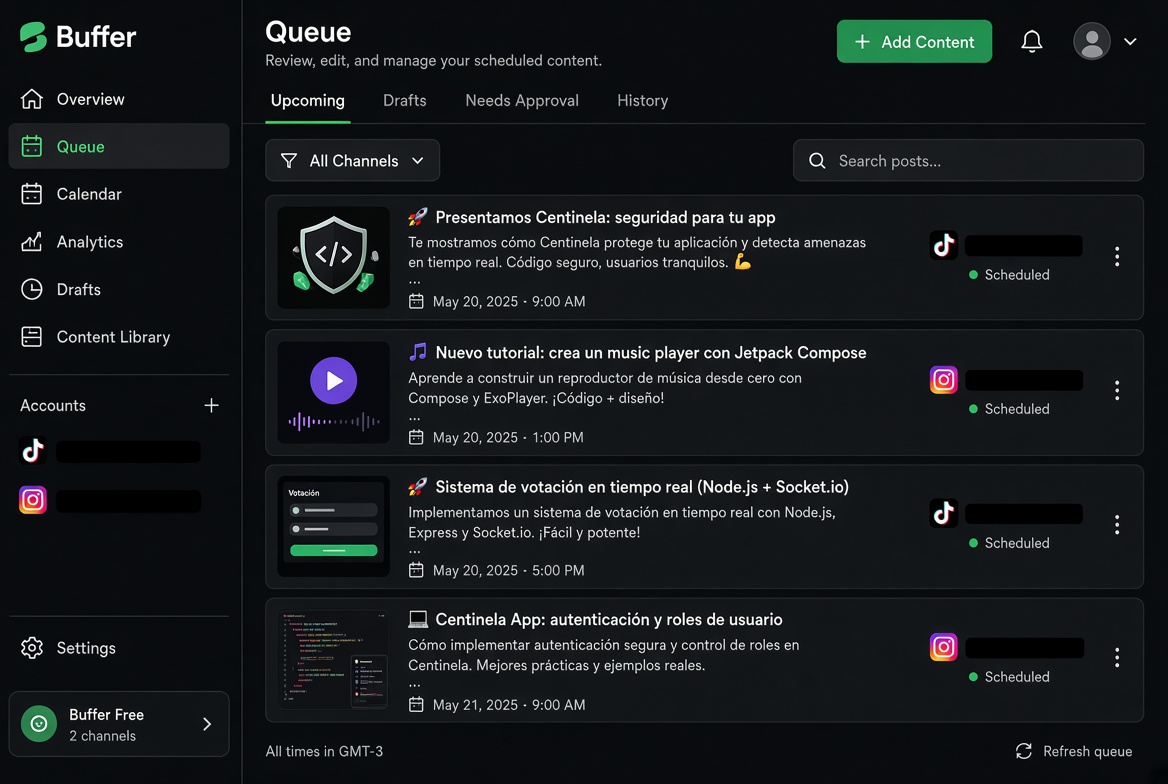 Buffer
Overview
Queue
Calendar
Analytics
Drafts
Content Library
Accounts
Settings
Buffer Free
2 channels
Queue
Review, edit, and manage your scheduled content.
Add Content
Upcoming
Drafts
Needs Approval
History
All Channels
Search posts...
</>
🚀 Presentamos Centinela: seguridad para tu app
Te mostramos cómo Centinela protege tu aplicación y detecta amenazas
en tiempo real. Código seguro, usuarios tranquilos. 💪
...
May 20, 2025 · 9:00 AM
Scheduled
🎵 Nuevo tutorial: crea un music player con Jetpack Compose
Aprende a construir un reproductor de música desde cero con
Compose y ExoPlayer. ¡Código + diseño!
...
May 20, 2025 · 1:00 PM
Scheduled
Votación
🚀 Sistema de votación en tiempo real (Node.js + Socket.io)
Implementamos un sistema de votación en tiempo real con Node.js,
Express y Socket.io. ¡Fácil y potente!
...
May 20, 2025 · 5:00 PM
Scheduled
💻 Centinela App: autenticación y roles de usuario
Cómo implementar autenticación segura y control de roles en
Centinela. Mejores prácticas y ejemplos reales.
...
May 21, 2025 · 9:00 AM
Scheduled
All times in GMT-3
Refresh queue